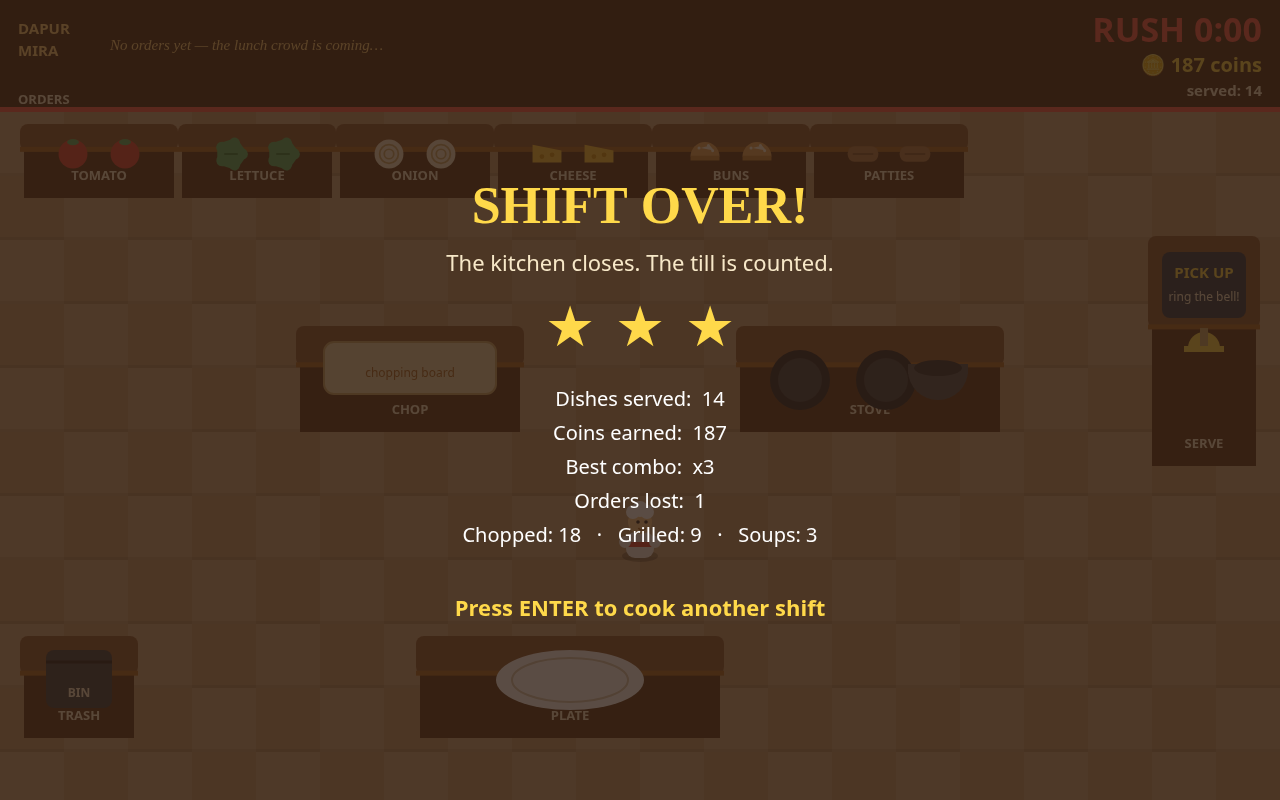 DAPUR
MIRA
No orders yet — the lunch crowd is coming…
RUSH 0:00
187 coins
served: 14
ORDERS
TOMATO
LETTUCE
ONION
CHEESE
BUNS
PATTIES
SHIFT OVER!
The kitchen closes. The till is counted.
PICK UP
ring the bell!
chopping board
CHOP
STOVE
SERVE
Dishes served: 14
Coins earned: 187
Best combo: x3
Orders lost: 1
Chopped: 18 · Grilled: 9 · Soups: 3
Press ENTER to cook another shift
BIN
TRASH
PLATE